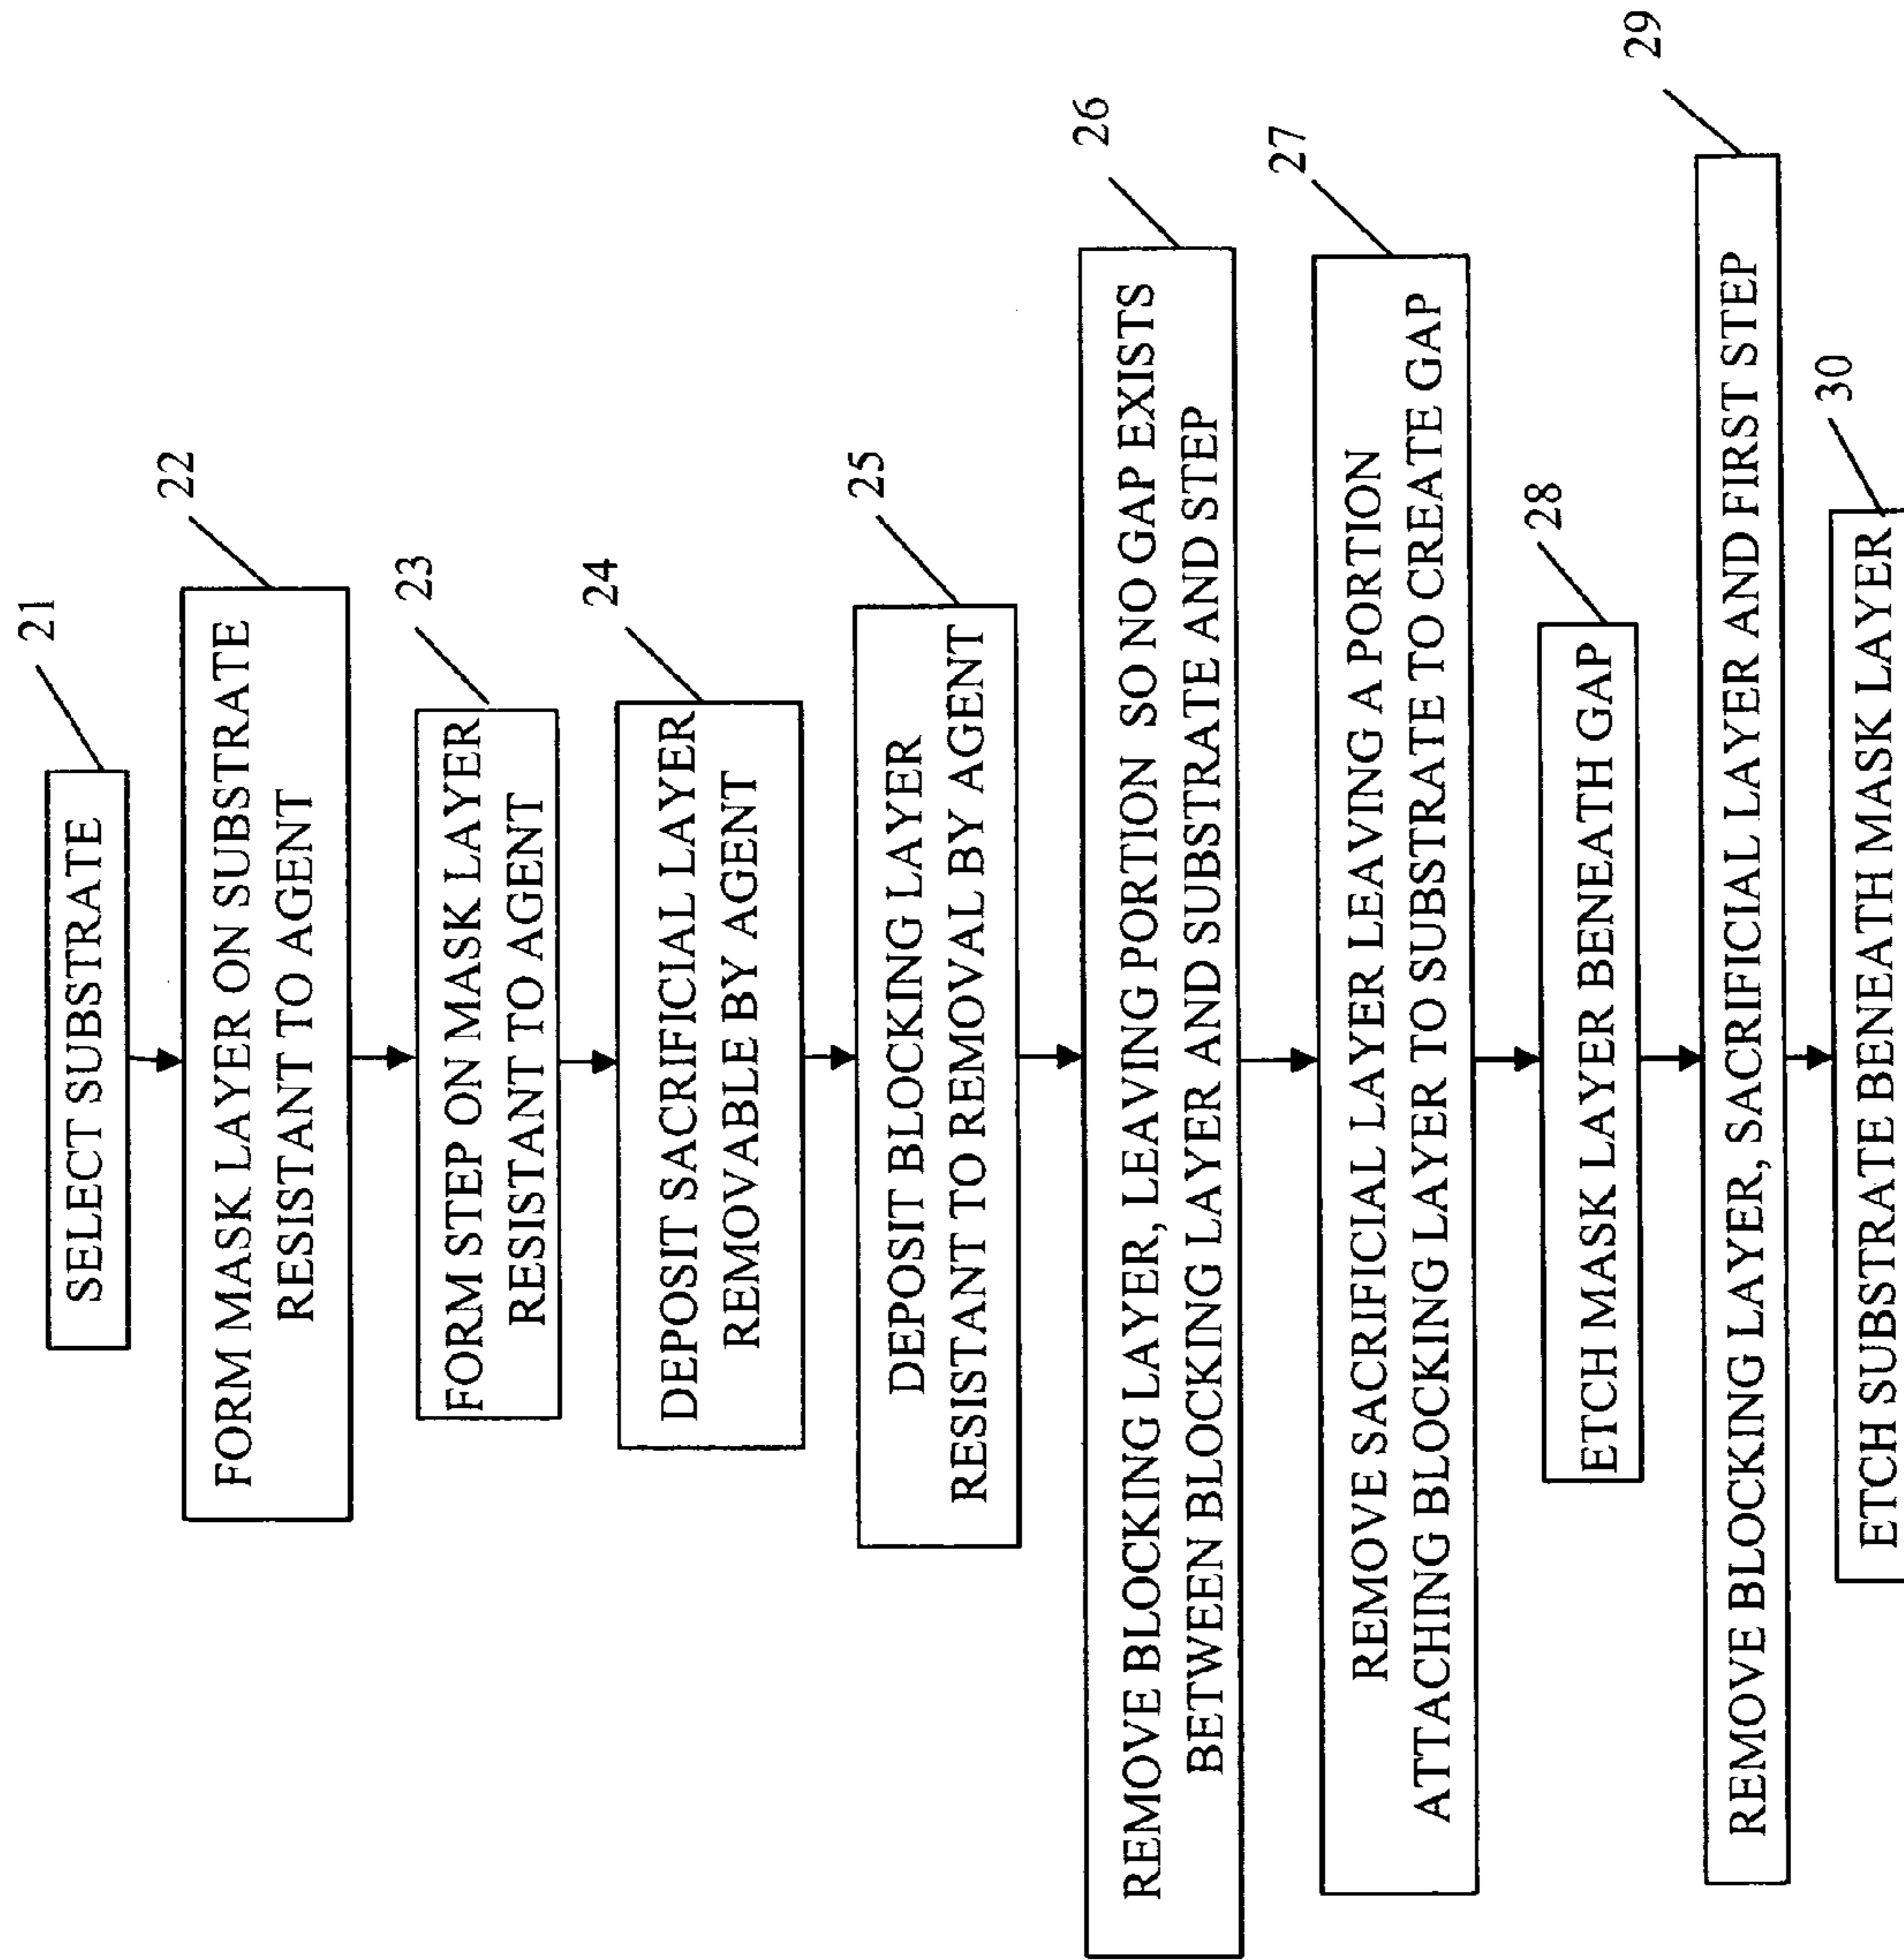 21
SELECT SUBSTRATE
22
FORM MASK LAYER ON SUBSTRATE
RESISTANT TO AGENT
23
FORM STEP ON MASK LAYER
RESISTANT TO AGENT
24
DEPOSIT SACRIFICIAL LAYER
REMOVABLE BY AGENT
25
DEPOSIT BLOCKING LAYER
RESISTANT TO REMOVAL BY AGENT
26
REMOVE BLOCKING LAYER, LEAVING PORTION SO NO GAP EXISTS
BETWEEN BLOCKING LAYER AND SUBSTRATE AND STEP
27
REMOVE SACRIFICIAL LAYER LEAVING A PORTION
ATTACHING BLOCKING LAYER TO SUBSTRATE TO CREATE GAP
28
ETCH MASK LAYER BENEATH GAP
29
REMOVE BLOCKING LAYER, SACRIFICIAL LAYER AND FIRST STEP
30
ETCH SUBSTRATE BENEATH MASK LAYER